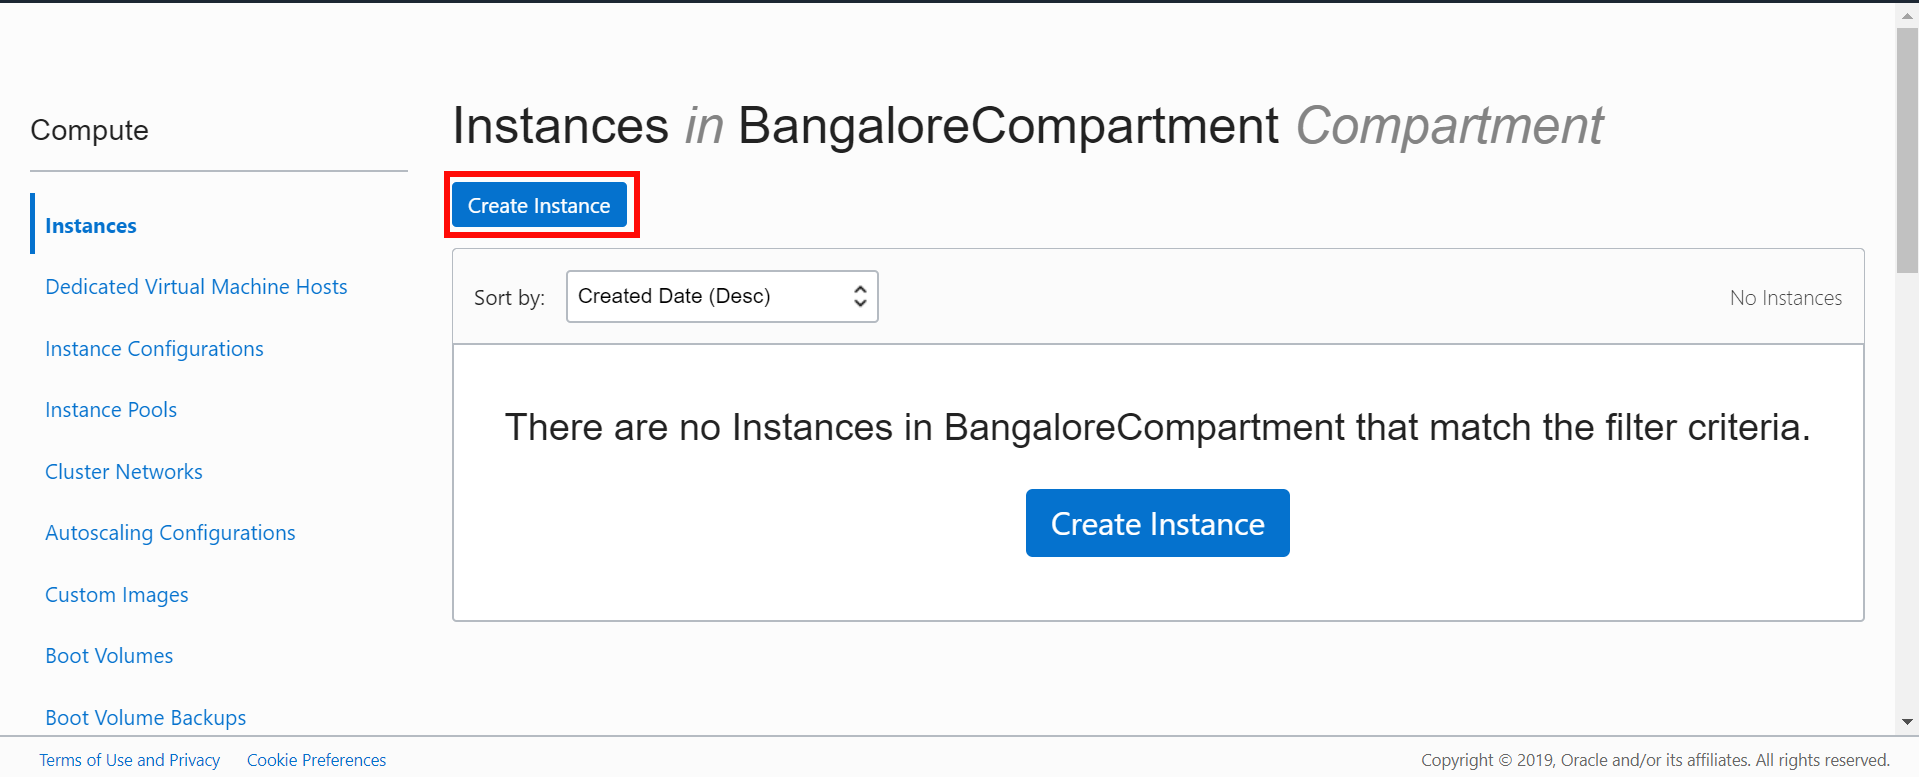 Compute
Instances
Dedicated Virtual Machine Hosts
Instance Configurations
Instance Pools
Cluster Networks
Autoscaling Configurations
Custom Images
Boot Volumes
Boot Volume Backups
Instances in BangaloreCompartment Compartment
Create Instance
Sort by: Created Date (Desc) No Instances
There are no Instances in BangaloreCompartment that match the filter criteria.
Create Instance
Terms of Use and Privacy Cookie Preferences Copyright © 2019, Oracle and/or its affiliates. All rights reserved.